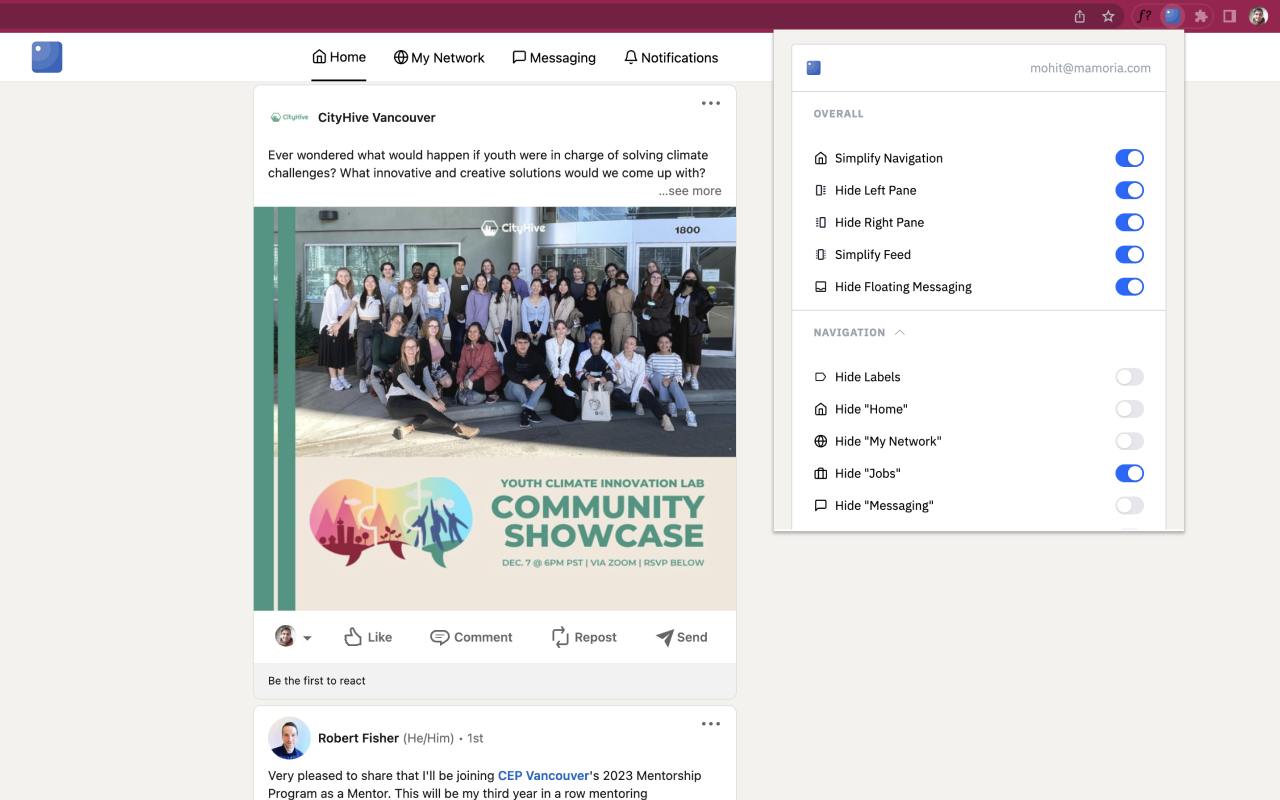 f?
Home
My Network
Messaging
Notifications
mohit@mamoria.com
OVERALL
Simplify Navigation
Hide Left Pane
Hide Right Pane
Simplify Feed
Hide Floating Messaging
NAVIGATION
Hide Labels
Hide "Home"
Hide "My Network"
Hide "Jobs"
Hide "Messaging"
CityHive
CityHive Vancouver
Ever wondered what would happen if youth were in charge of solving climate
challenges? What innovative and creative solutions would we come up with?
...see more
CityHive
1800
YOUTH CLIMATE INNOVATION LAB
COMMUNITY
SHOWCASE
DEC. 7 @ 6PM PST | VIA ZOOM | RSVP BELOW
Like
Comment
Repost
Send
Be the first to react
Robert Fisher (He/Him) • 1st
Very pleased to share that I'll be joining CEP Vancouver's 2023 Mentorship
Program as a Mentor. This will be my third year in a row mentoring